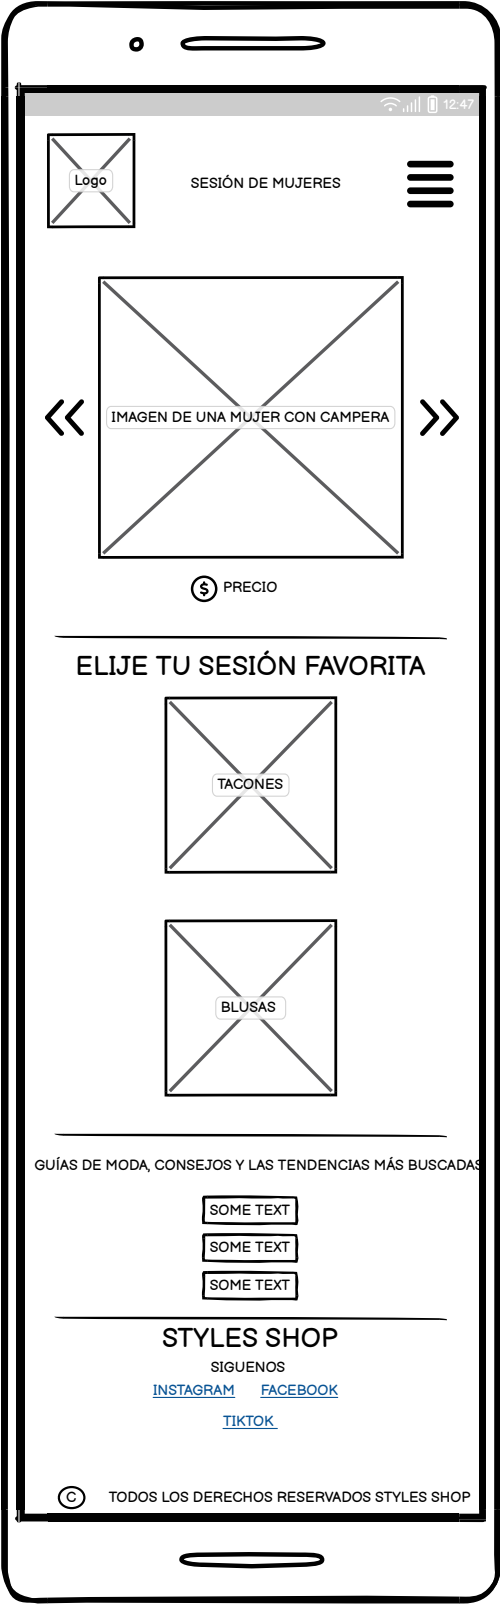 12:47
Logo
SESIÓN DE MUJERES
IMAGEN DE UNA MUJER CON CAMPERA
$ PRECIO
ELIJE TU SESIÓN FAVORITA
TACONES
BLUSAS
GUÍAS DE MODA, CONSEJOS Y LAS TENDENCIAS MÁS BUSCADAS
SOME TEXT
SOME TEXT
SOME TEXT
STYLES SHOP
SIGUENOS
INSTAGRAM FACEBOOK
TIKTOK
© TODOS LOS DERECHOS RESERVADOS STYLES SHOP